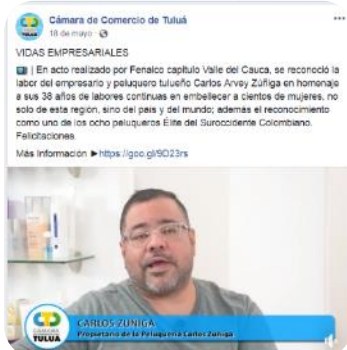 Cámara de Comercio de Tuluá
18 de mayo ·
VIDAS EMPRESARIALES
| En acto realizado por Fenalco capítulo Valle del Cauca, se reconoció la
labor del empresario y peluquero tulueño Carlos Arvey Zúñiga en homenaje
a sus 38 años de labores continuas en embellecer a cientos de mujeres, no
solo de esta región, sino del país y del mundo; además el reconocimiento
como uno de los ocho peluqueros Élite del Suroccidente Colombiano.
Felicitaciones.
Más Información ►https://goo.gl/9D23rs
CARLOS ZUÑIGA
Propietario de la Peluquería Carlos Zuñiga
CÁMARA
TULUÁ